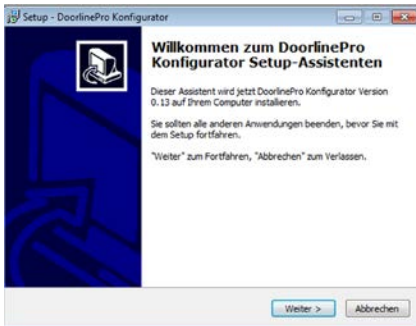 Setup - DoorlinePro Konfigurator
Willkommen zum DoorlinePro
Konfigurator Setup-Assistenten
Dieser Assistent wird jetzt DoorlinePro Konfigurator Version
0.13 auf Ihrem Computer installieren.
Sie sollten alle anderen Anwendungen beenden, bevor Sie mit
dem Setup fortfahren.
"Weiter" zum Fortfahren, "Abbrechen" zum Verlassen.
Weiter > Abbrechen